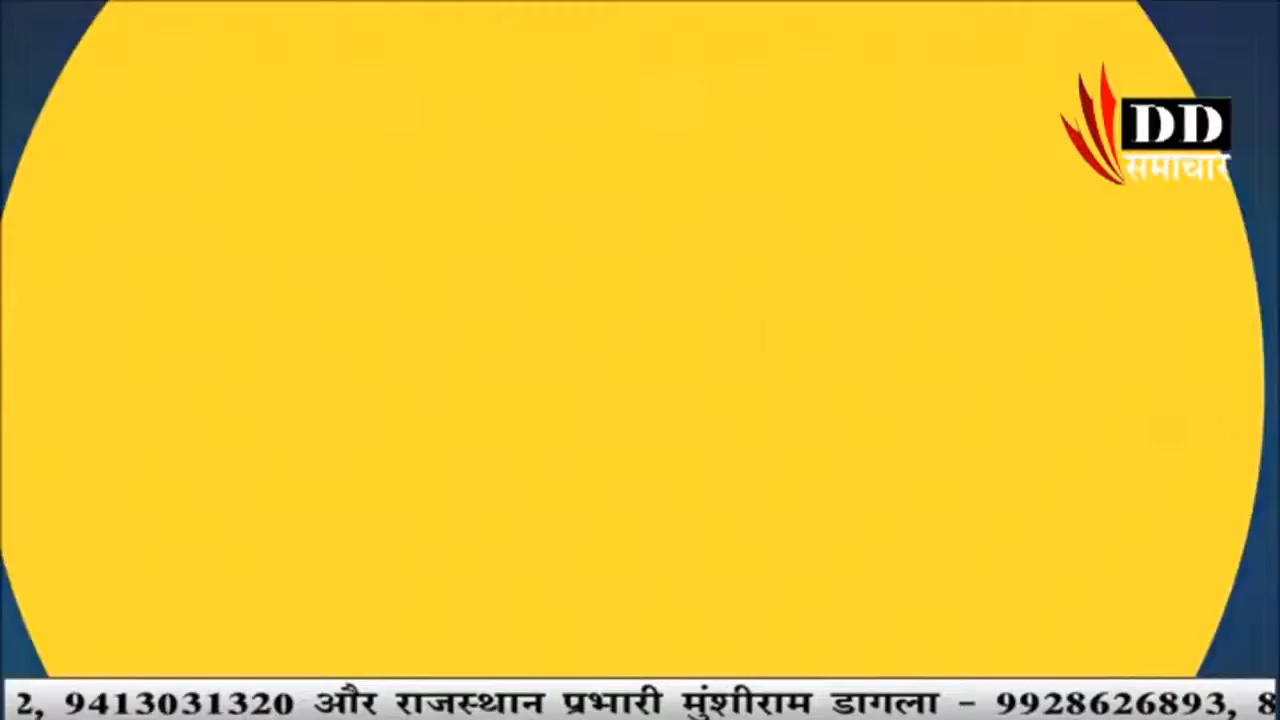 DD
समाचार
2, 9413031320 और राजस्थान प्रभारी मुंशीराम डागला - 9928626893, 8